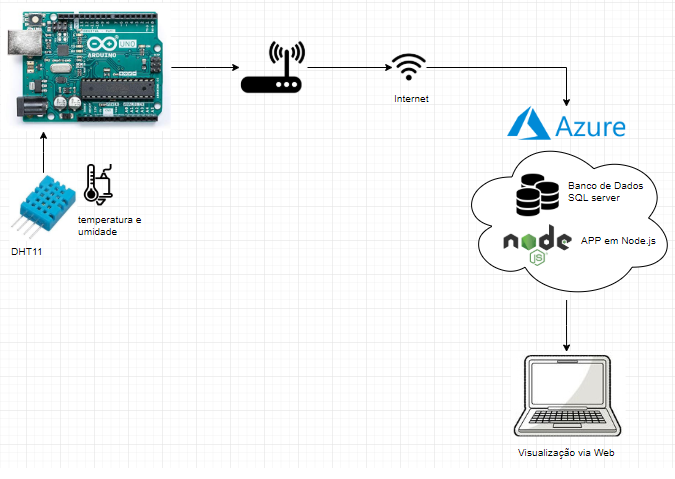 UNO
ARDUINO
Internet
Azure
Banco de Dados
SQL server
node
JS
APP em Node.js
temperatura e
umidade
DHT11
Visualização via Web